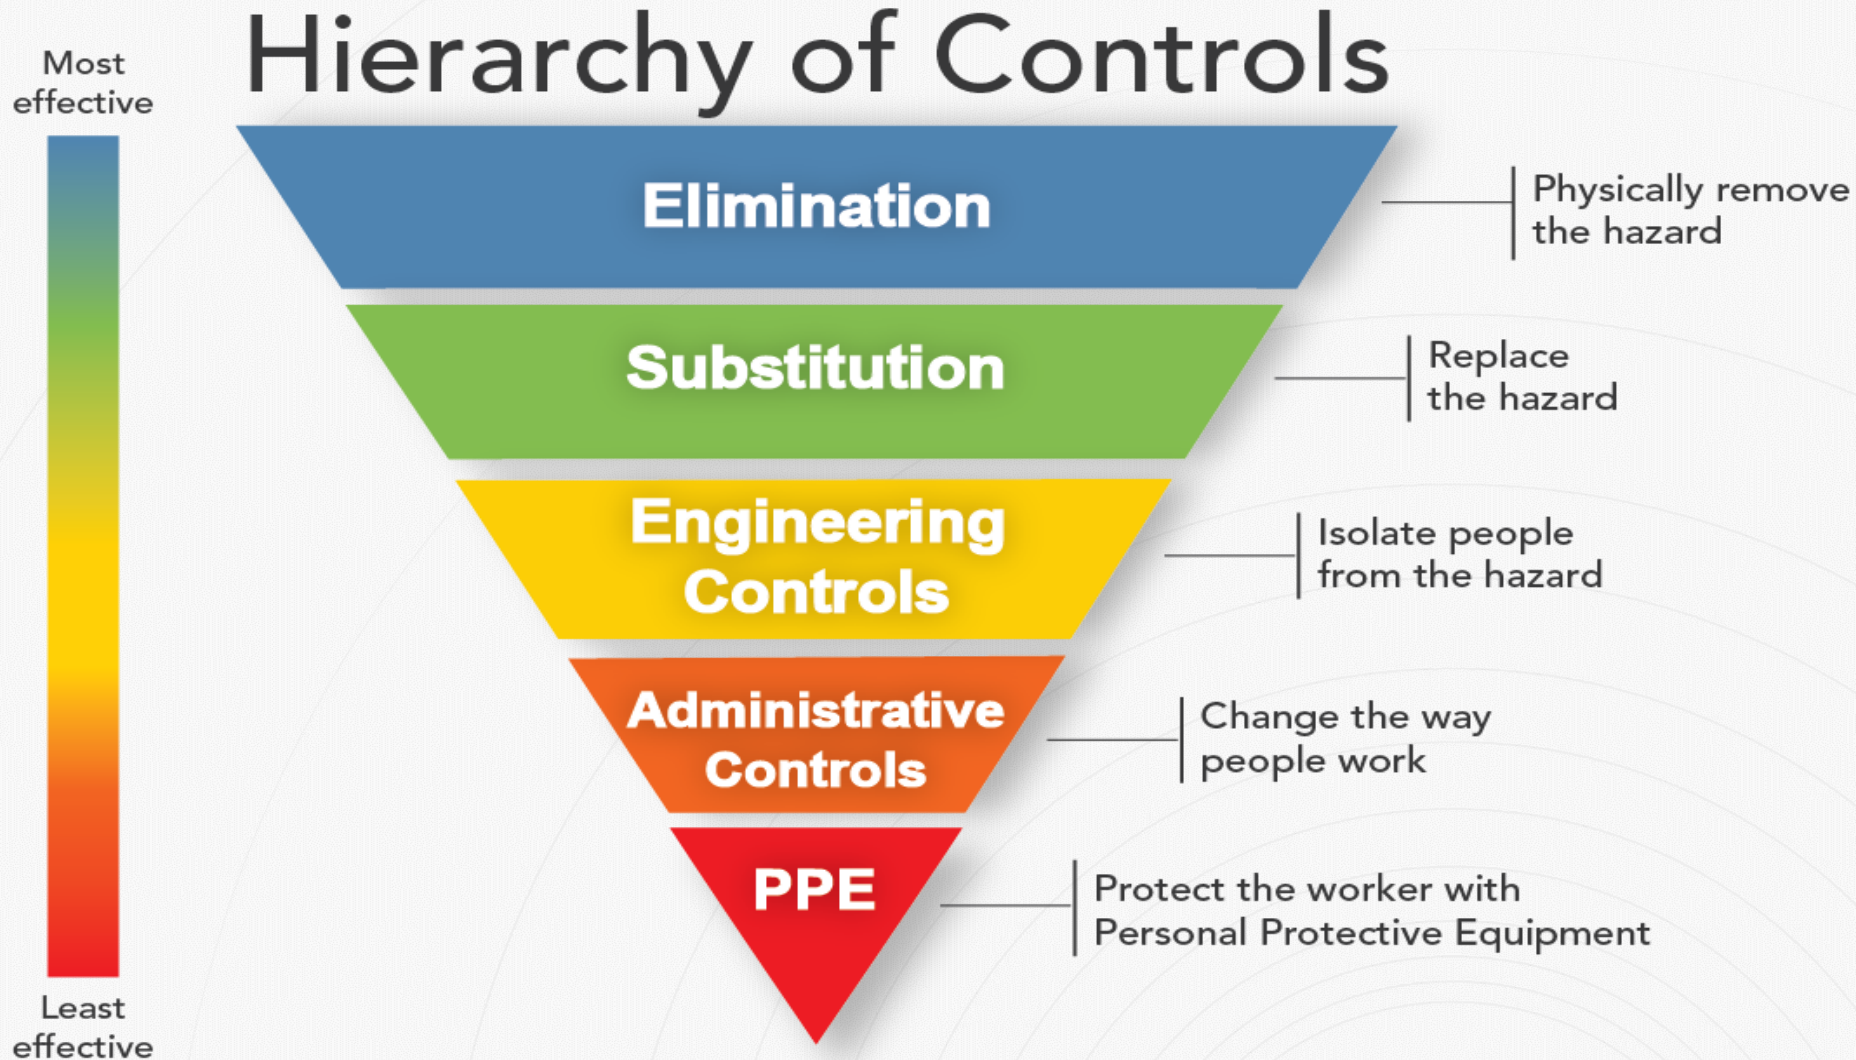 Hierarchy of Controls
Most
effective
Elimination
Physically remove
the hazard
Substitution
Replace
the hazard
Engineering
Controls
Isolate people
from the hazard
Administrative
Controls
Change the way
people work
PPE
Protect the worker with
Personal Protective Equipment
Least
effective